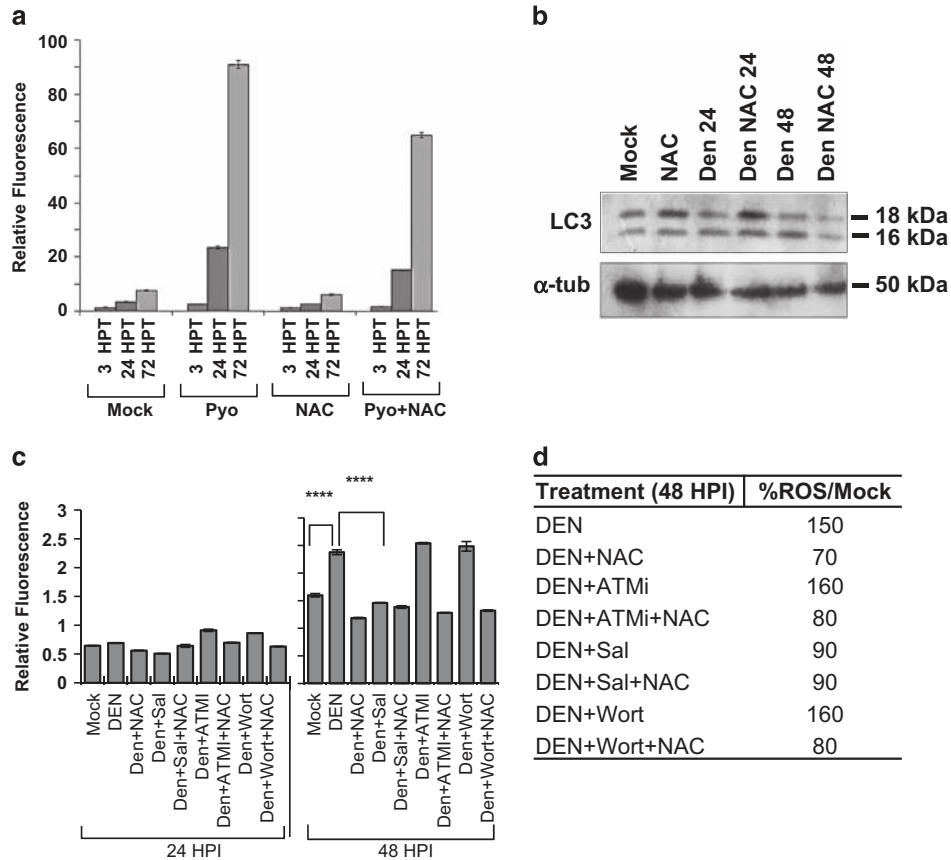 a
100
80
60
40
20
0
Relative Fluorescence
3 HPT
24 HPT
72 HPT
3 HPT
24 HPT
72 HPT
3 HPT
24 HPT
72 HPT
3 HPT
24 HPT
72 HPT
Mock Pyo NAC Pyo+NAC
b
Mock
NAC
Den 24
Den NAC 24
Den 48
Den NAC 48
LC3
18 kDa
16 kDa
α-tub
50 kDa
c
**** ****
3
2.5
2
1.5
1
0.5
0
Relative Fluorescence
Mock
DEN
Den+NAC
Den+Sal
Den+Sal+NAC
Den+ATMI
Den+ATMI+NAC
Den+Wort
Den+Wort+NAC
24 HPI
Mock
DEN
Den+NAC
Den+Sal
Den+Sal+NAC
Den+ATMI
Den+ATMI+NAC
Den+Wort
Den+Wort+NAC
48 HPI
d
Treatment (48 HPI) %ROS/Mock
DEN 150
DEN+NAC 70
DEN+ATMi 160
DEN+ATMi+NAC 80
DEN+Sal 90
DEN+Sal+NAC 90
DEN+Wort 160
DEN+Wort+NAC 80